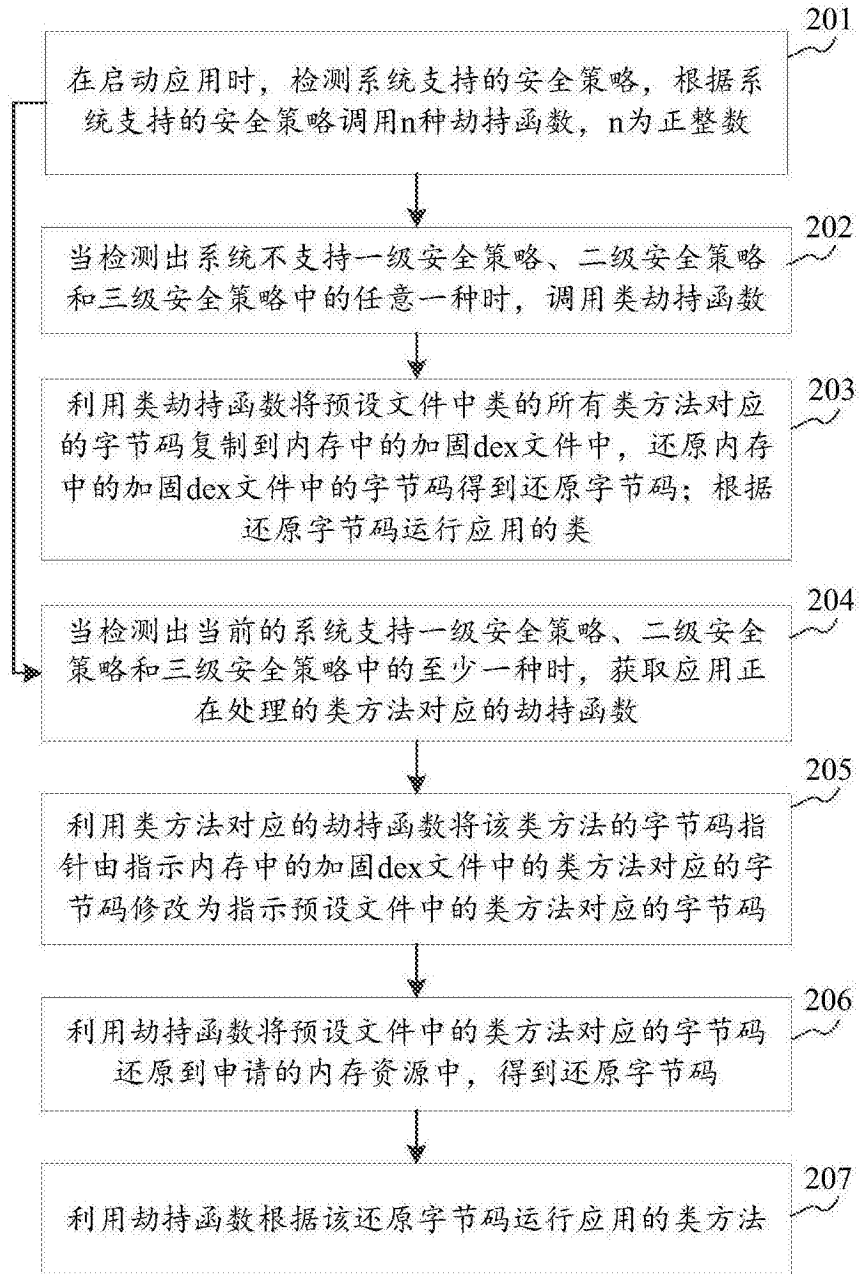 201
在启动应用时，检测系统支持的安全策略，根据系
统支持的安全策略调用n种劫持函数，n为正整数
202
当检测出系统不支持一级安全策略、二级安全策略
和三级安全策略中的任意一种时，调用类劫持函数
203
利用类劫持函数将预设文件中类的所有类方法对应
的字节码复制到内存中的加固dex文件中，还原内存
中的加固dex文件中的字节码得到还原字节码；根据
还原字节码运行应用的类
204
当检测出当前的系统支持一级安全策略、二级安全
策略和三级安全策略中的至少一种时，获取应用正
在处理的类方法对应的劫持函数
205
利用类方法对应的劫持函数将该类方法的字节码指
针由指示内存中的加固dex文件中的类方法对应的字
节码修改为指示预设文件中的类方法对应的字节码
206
利用劫持函数将预设文件中的类方法对应的字节码
还原到申请的内存资源中，得到还原字节码
207
利用劫持函数根据该还原字节码运行应用的类方法